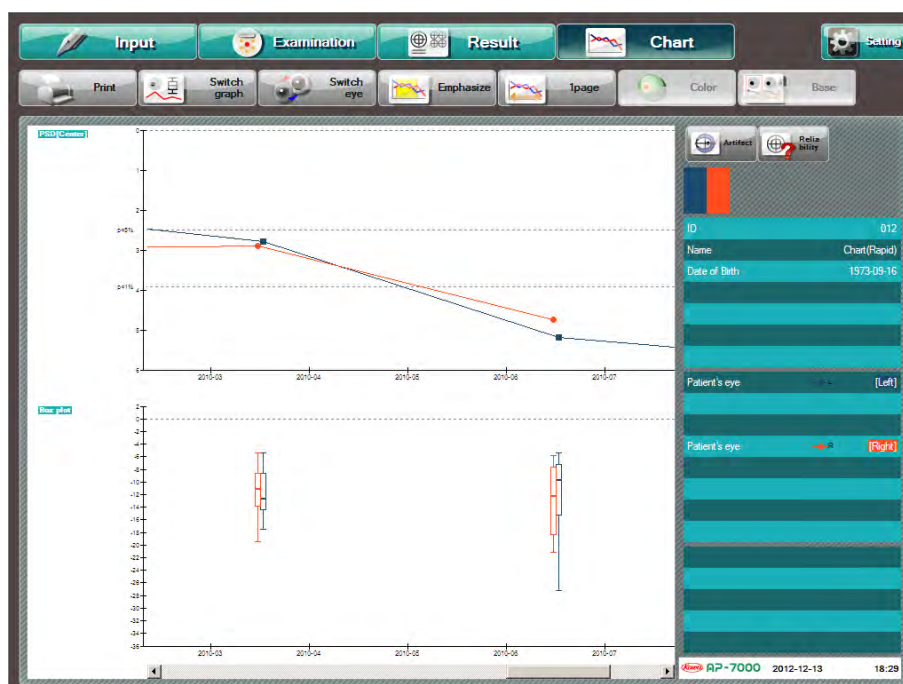 Input Examination Result Chart Setting
Print Switch graph Switch eye Emphasize 1page Color Base
PSD[Center]
0
1
2
p<5%
3
p<1%
4
5
6
2010-03 2010-04 2010-05 2010-06 2010-07
Box plot
2
0
-2
-4
-6
-8
-10
-12
-14
-16
-18
-20
-22
-24
-26
-28
-30
-32
-34
-36
2010-03 2010-04 2010-05 2010-06 2010-07
Artifact Relia bility
ID 012
Name Chart(Rapid)
Date of Birth 1973-09-16
Patient's eye L [Left]
Patient's eye R [Right]
Kowa AP-7000 2012-12-13 18:29